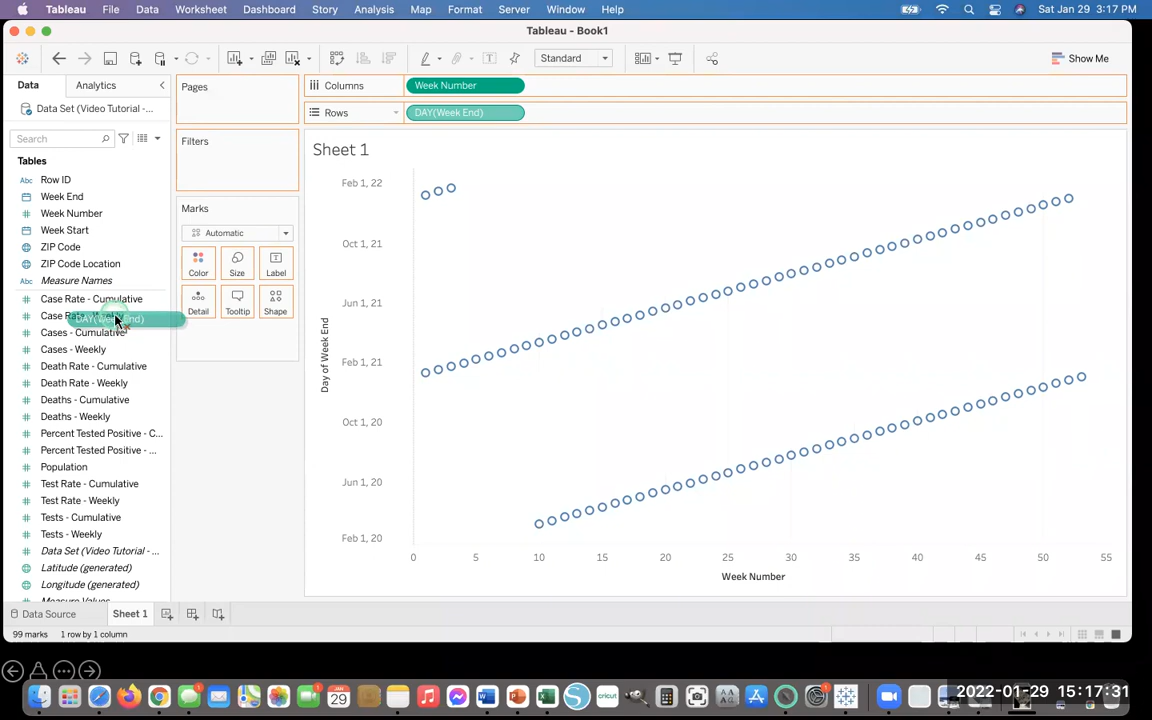 Tableau File Data Worksheet Dashboard Story Analysis Map Format Server Window Help Sat Jan 29 3:17 PM
Tableau - Book1
Standard Show Me
Data Analytics
Data Set (Video Tutorial -...
Search
Tables
Abc Row ID
Week End
Week Number
Week Start
ZIP Code
ZIP Code Location
Abc Measure Names
Case Rate - Cumulative
DAY(Week End)
Cases - Cumulative
Cases - Weekly
Death Rate - Cumulative
Death Rate - Weekly
Deaths - Cumulative
Deaths - Weekly
Percent Tested Positive - C...
Percent Tested Positive - ...
Population
Test Rate - Cumulative
Test Rate - Weekly
Tests - Cumulative
Tests - Weekly
Data Set (Video Tutorial - ...
Latitude (generated)
Longitude (generated)
Pages
Filters
Marks
Automatic
Color Size Label
Detail Tooltip Shape
Columns Week Number
Rows DAY(Week End)
Sheet 1
Day of Week End
Feb 1, 22
Oct 1, 21
Jun 1, 21
Feb 1, 21
Oct 1, 20
Jun 1, 20
Feb 1, 20
0 5 10 15 20 25 30 35 40 45 50 55
Week Number
Data Source Sheet 1
99 marks 1 row by 1 column
JAN
29
cricut
2022-01-29 15:17:31